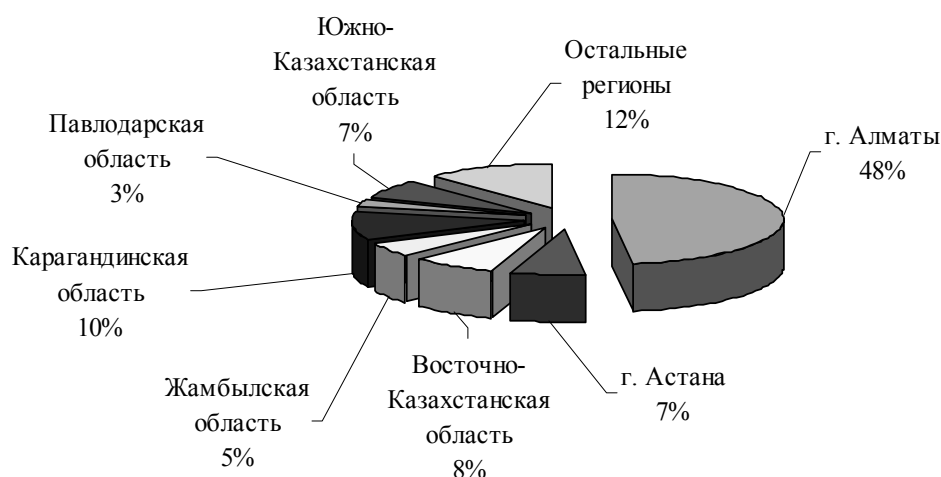 Южно-
Казахстанская
область
7%
Остальные
регионы
12%
г. Алматы
48%
Павлодарская
область
3%
Карагандинская
область
10%
Жамбылская
область
5%
Восточно-
Казахстанская
область
8%
г. Астана
7%